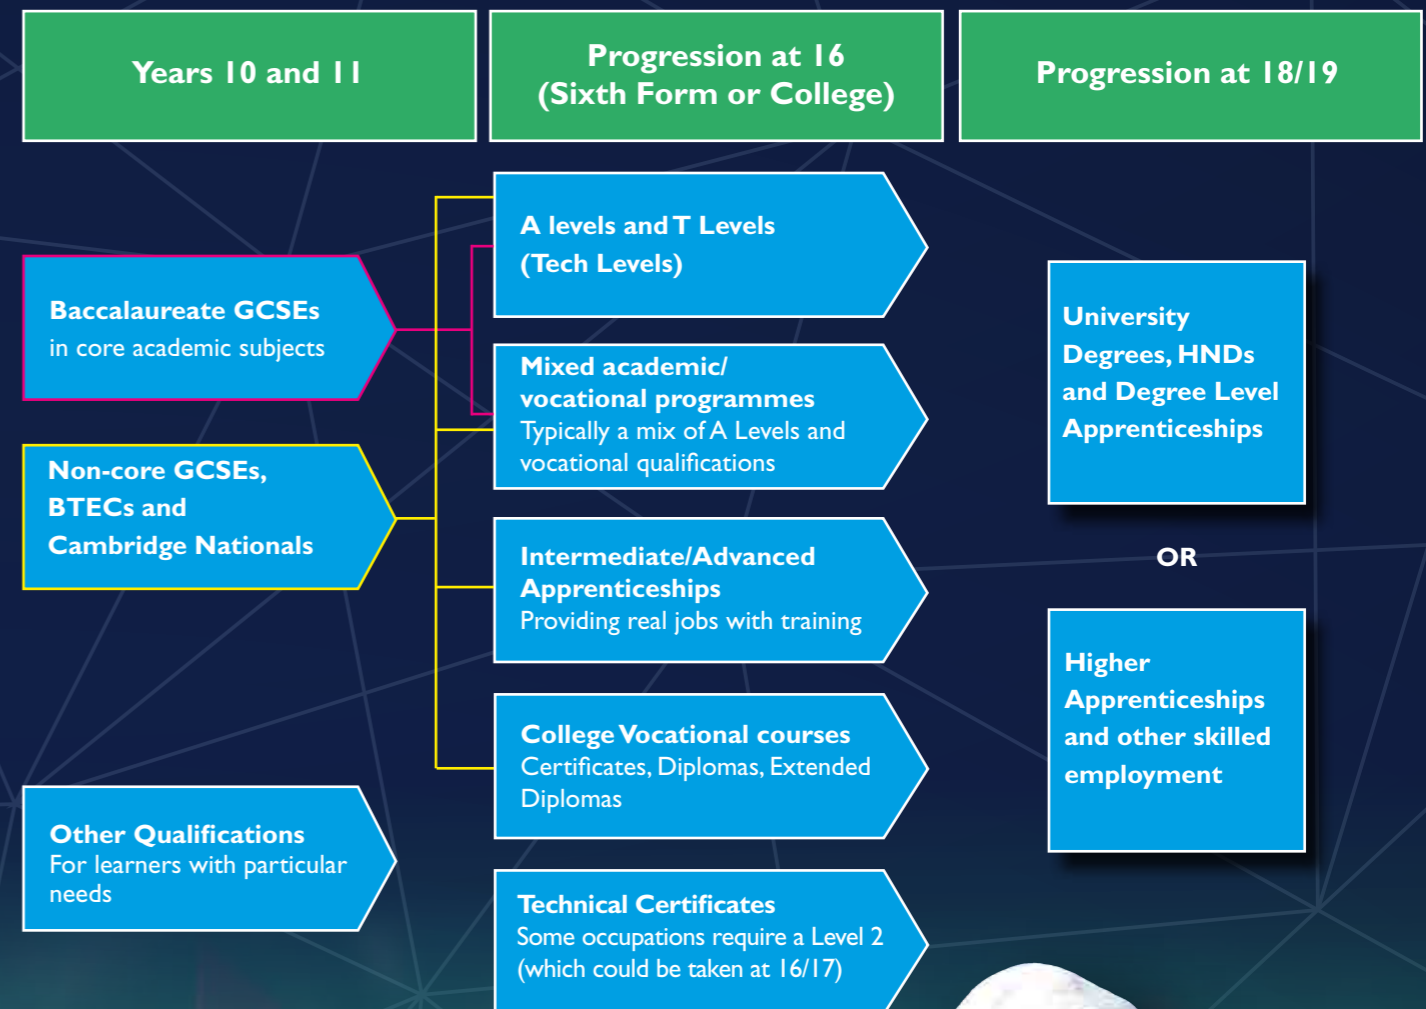 Years 10 and 11
Progression at 16
(Sixth Form or College)
Progression at 18/19
Baccalaureate GCSEs
in core academic subjects
Non-core GCSEs,
BTECs and
Cambridge Nationals
Other Qualifications
For learners with particular
needs
A levels and T Levels
(Tech Levels)
Mixed academic/
vocational programmes
Typically a mix of A Levels and
vocational qualifications
Intermediate/Advanced
Apprenticeships
Providing real jobs with training
College Vocational courses
Certificates, Diplomas, Extended
Diplomas
Technical Certificates
Some occupations require a Level 2
(which could be taken at 16/17)
University
Degrees, HNDs
and Degree Level
Apprenticeships
OR
Higher
Apprenticeships
and other skilled
employment